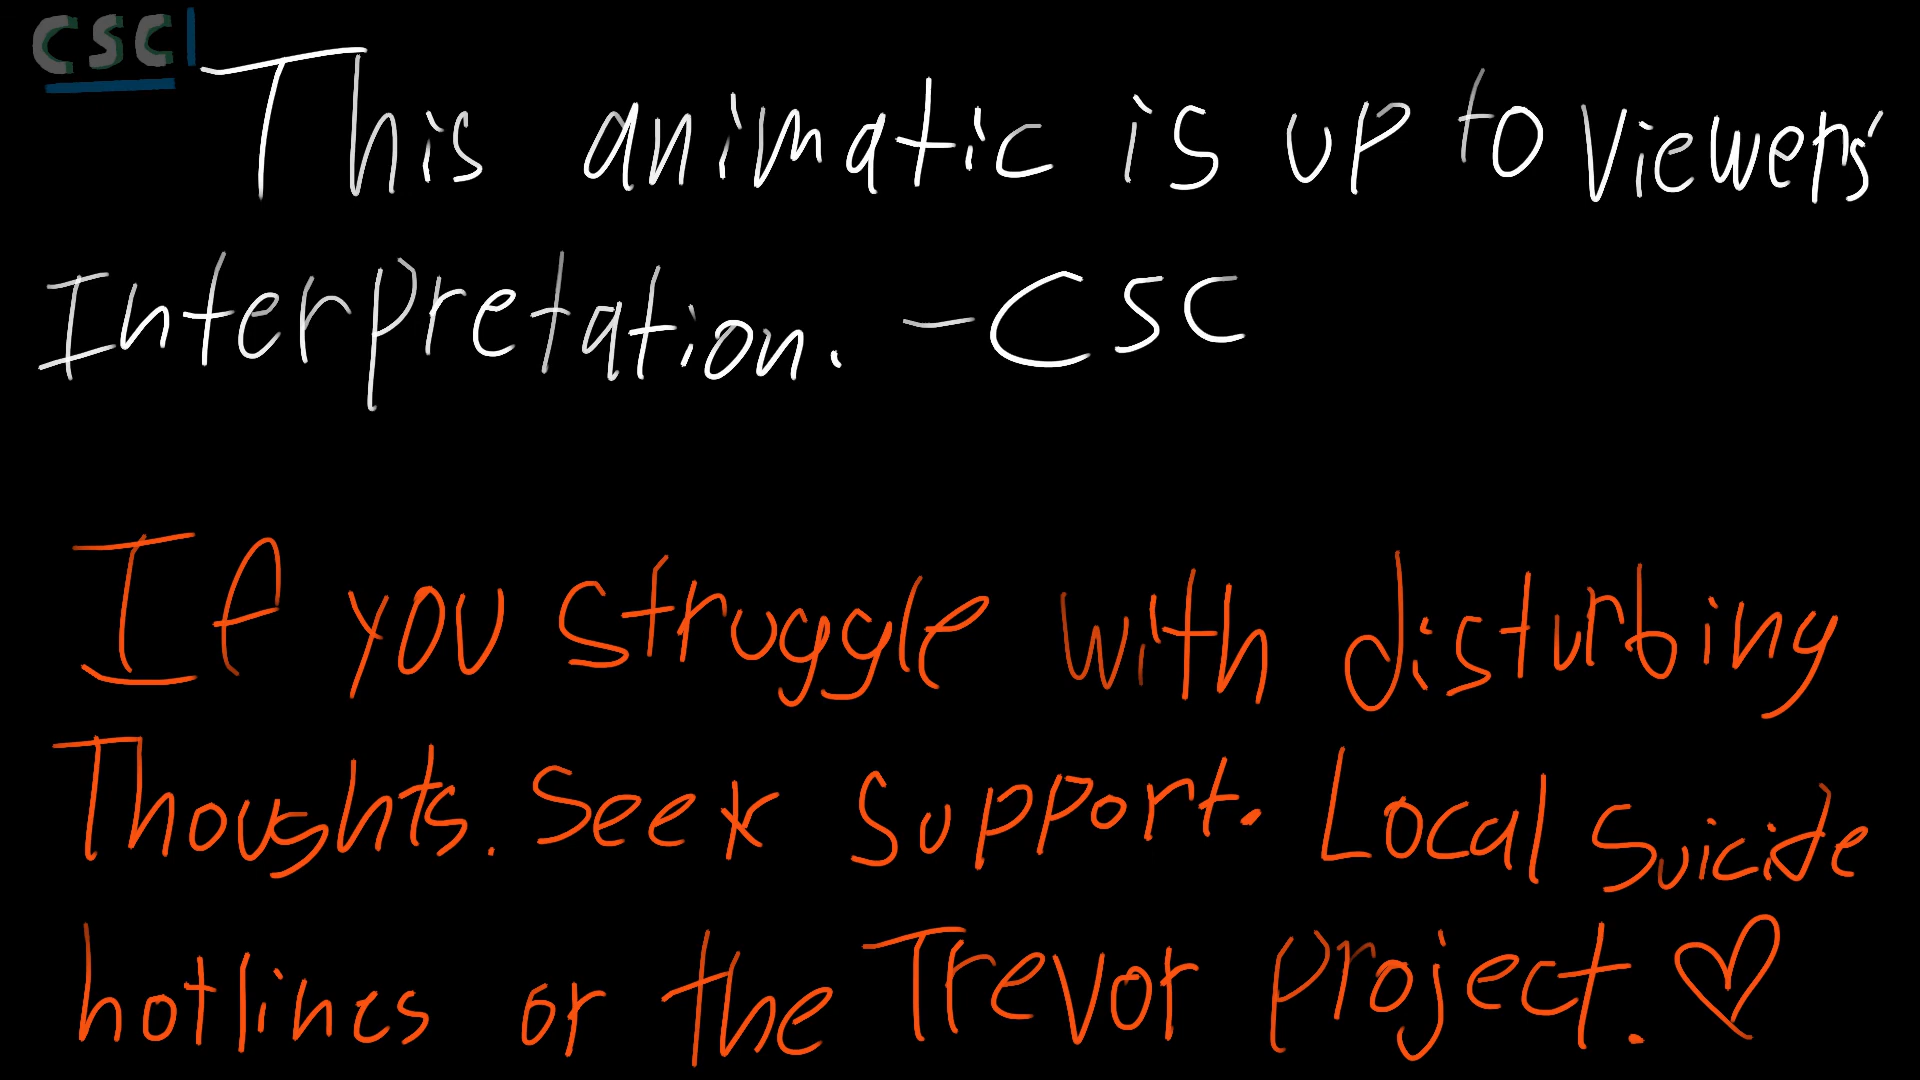 CSC
This animatic is up to Viewers'
Interpretation. - CSC
If you struggle with disturbing
Thoughts. Seek Support. Local Suicide
hotlines or the Trevor project. ♡